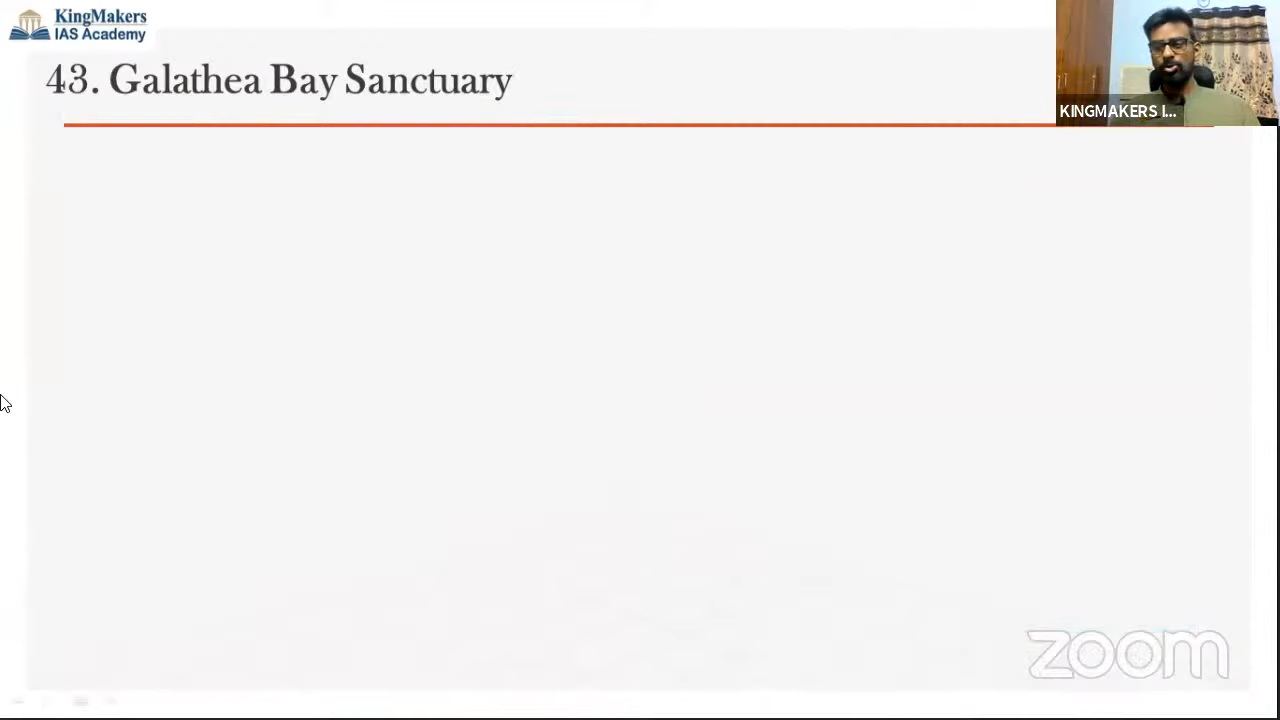 KingMakers
IAS Academy
43. Galathea Bay Sanctuary
KINGMAKERS I...
zoom